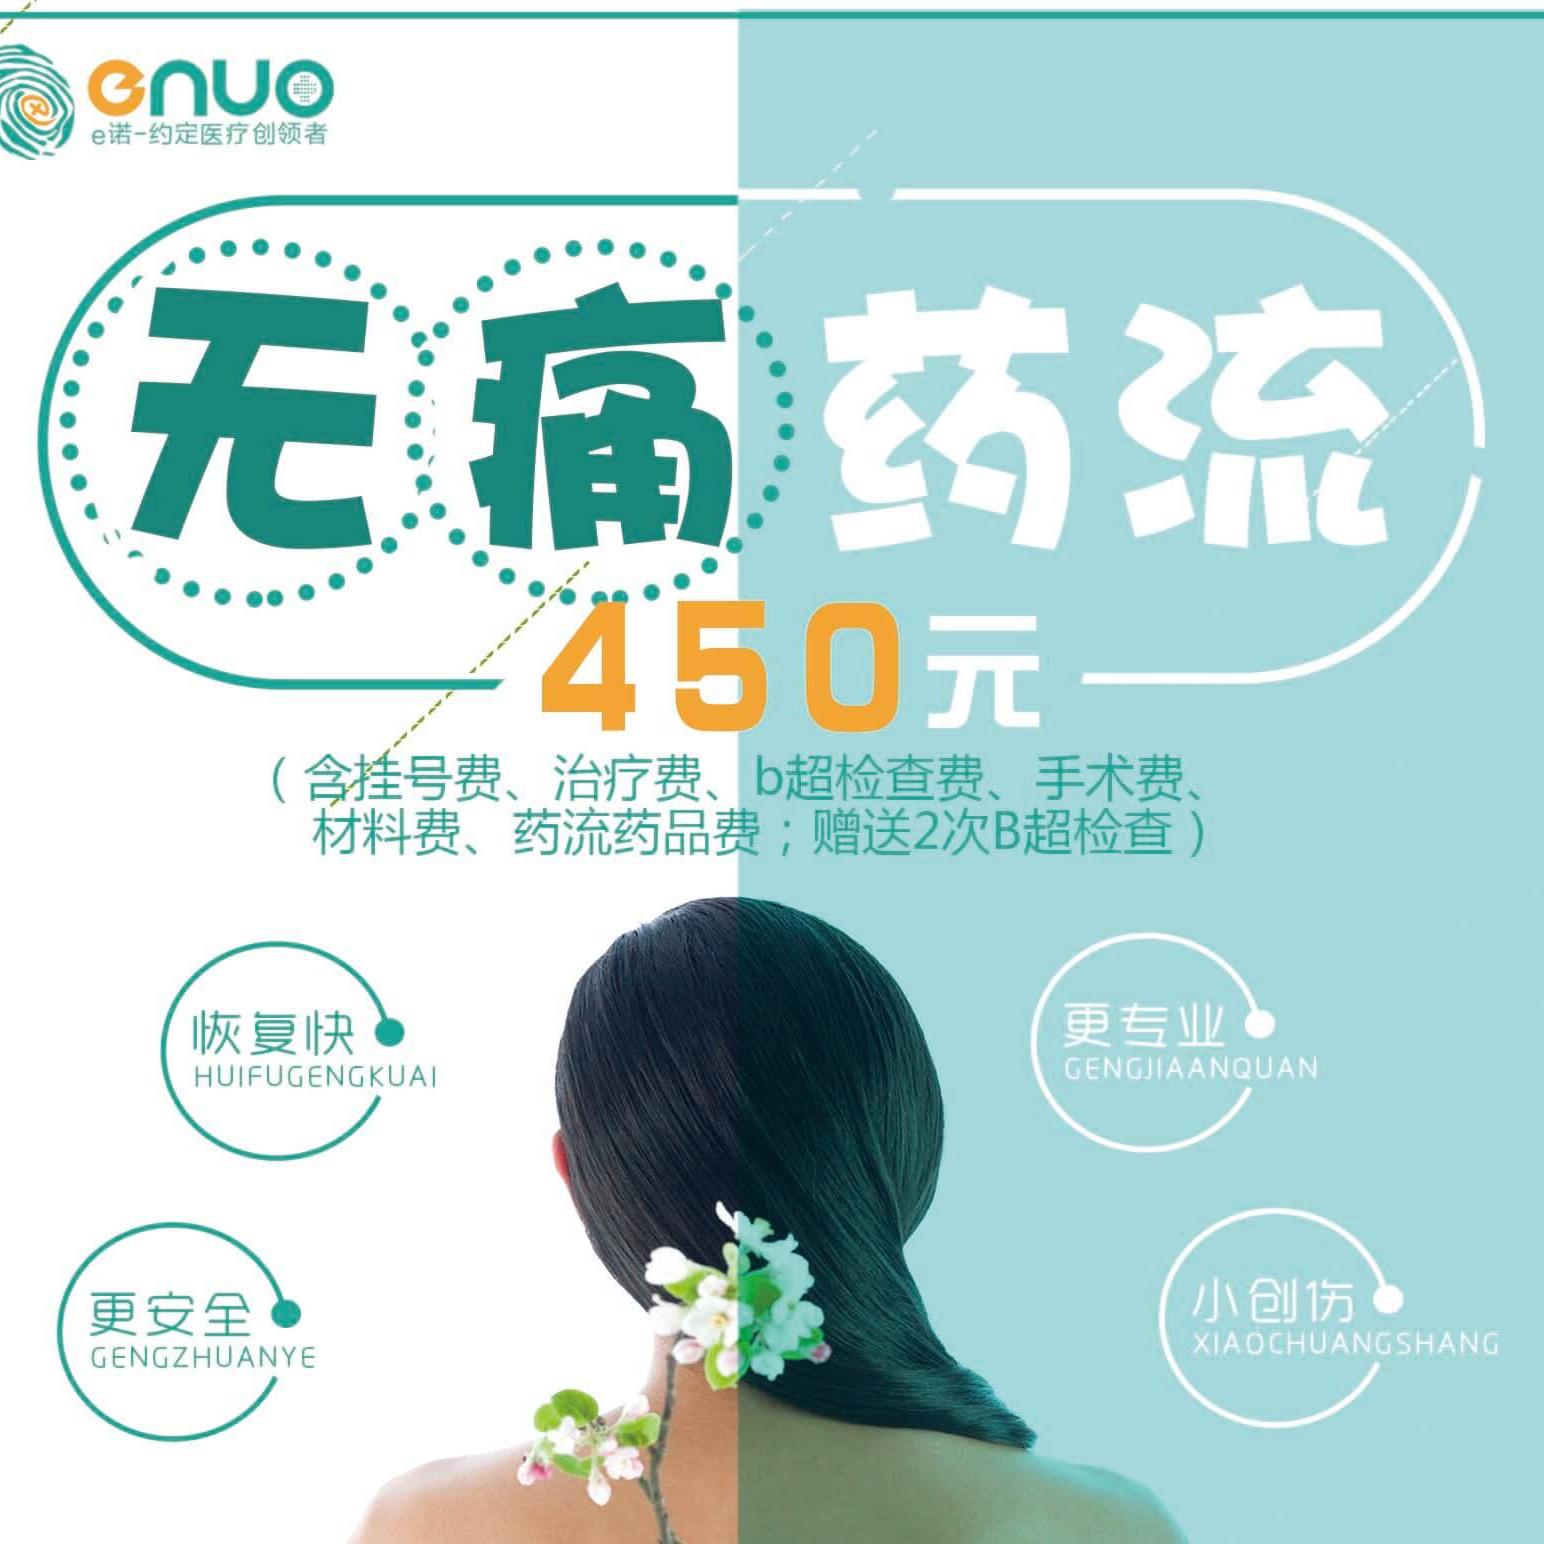 enuo
e诺-约定医疗创领者
无痛药流
450元
（含挂号费、治疗费、b超检查费、手术费、
材料费、药流药品费；赠送2次B超检查）
恢复快
HUIFUGENGKUAI
更专业
GENGJIAANQUAN
更安全
GENGZHUANYE
小创伤
XIAOCHUANGSHANG